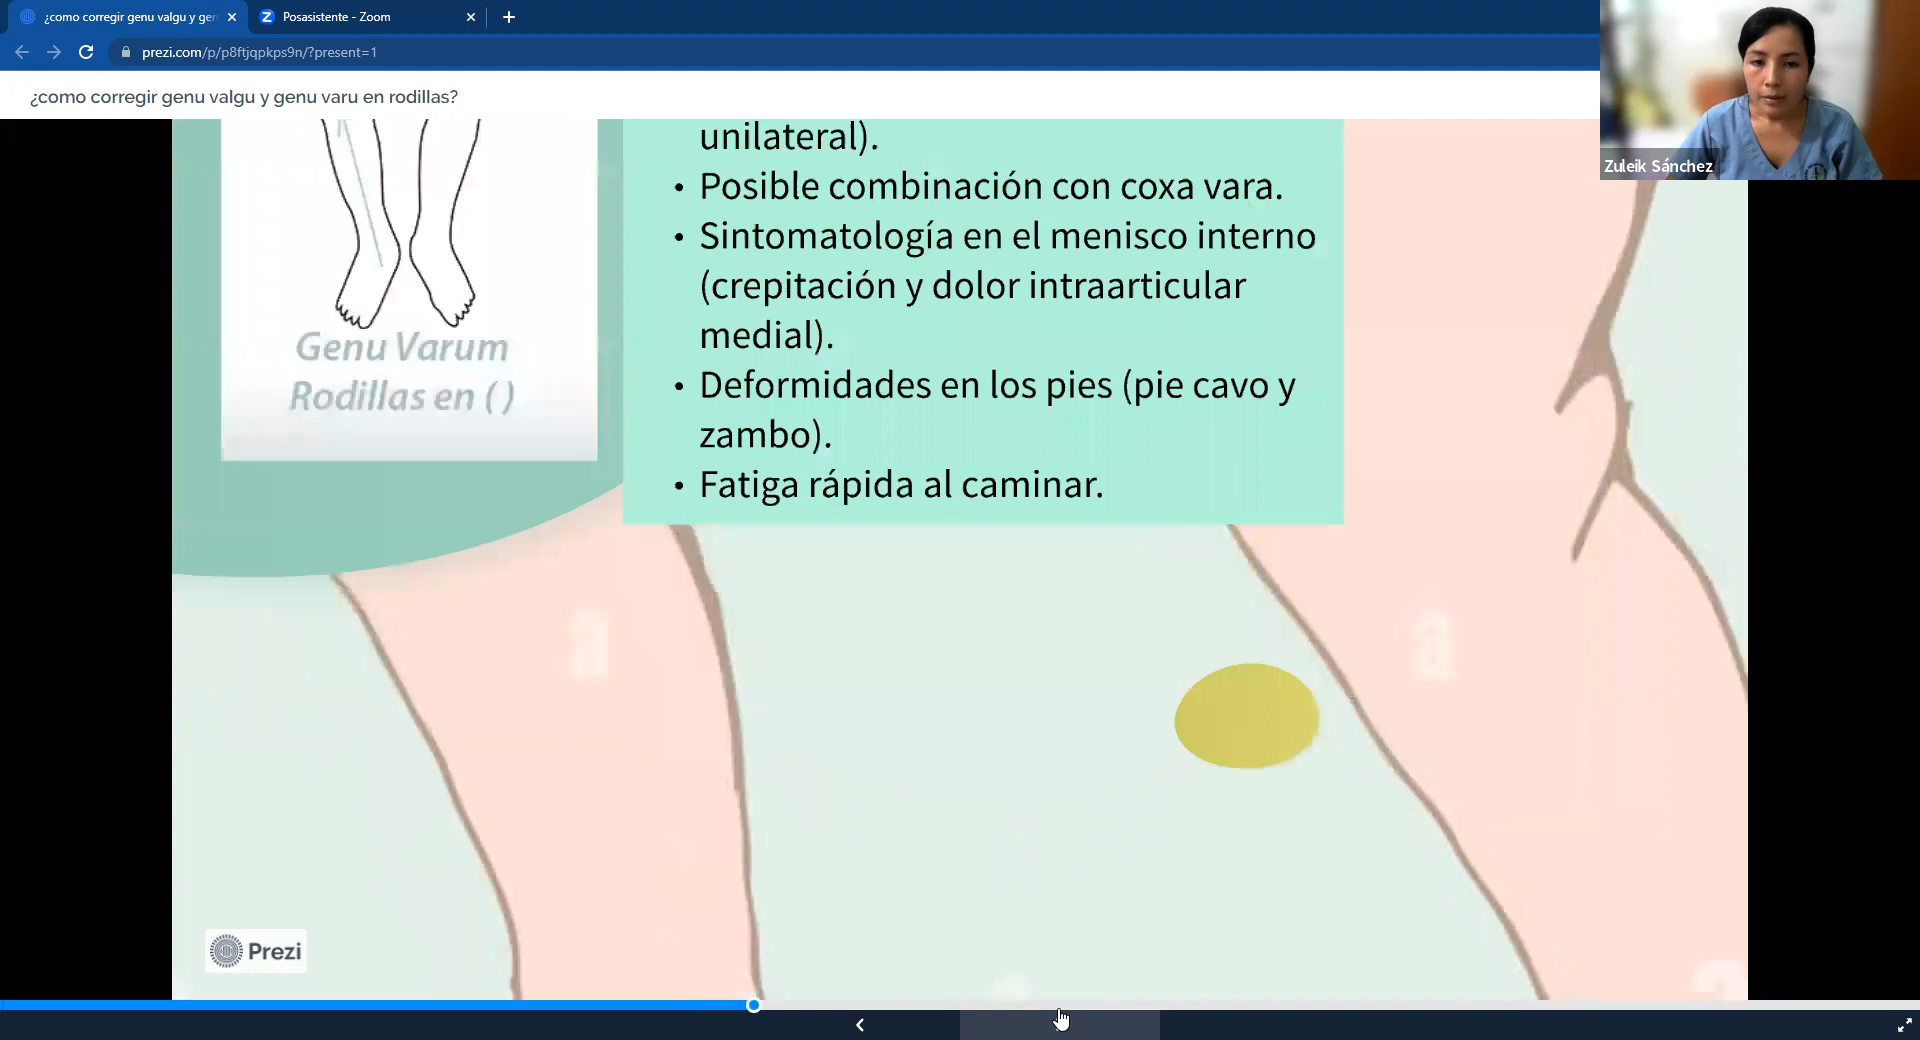 ¿como corregir genu valgu y ger
Posasistente - Zoom
prezi.com/p/p8ftjqpkps9n/?present=1
¿como corregir genu valgu y genu varu en rodillas?
Zuleik Sánchez
unilateral).
• Posible combinación con coxa vara.
• Sintomatología en el menisco interno
(crepitación y dolor intraarticular
medial).
• Deformidades en los pies (pie cavo y
zambo).
• Fatiga rápida al caminar.
Genu Varum
Rodillas en ( )
a
a
Prezi